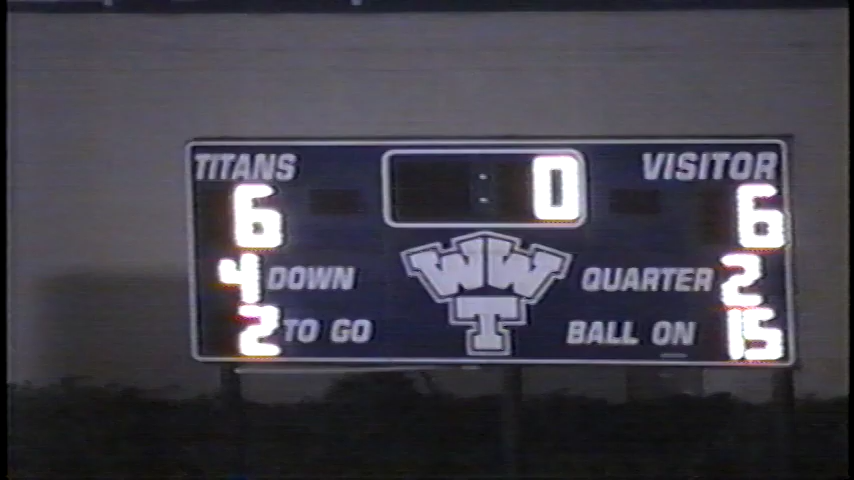 TITANS : 0 VISITOR
6 6
WW
4 DOWN QUARTER 2
T
2 TO GO BALL ON 15